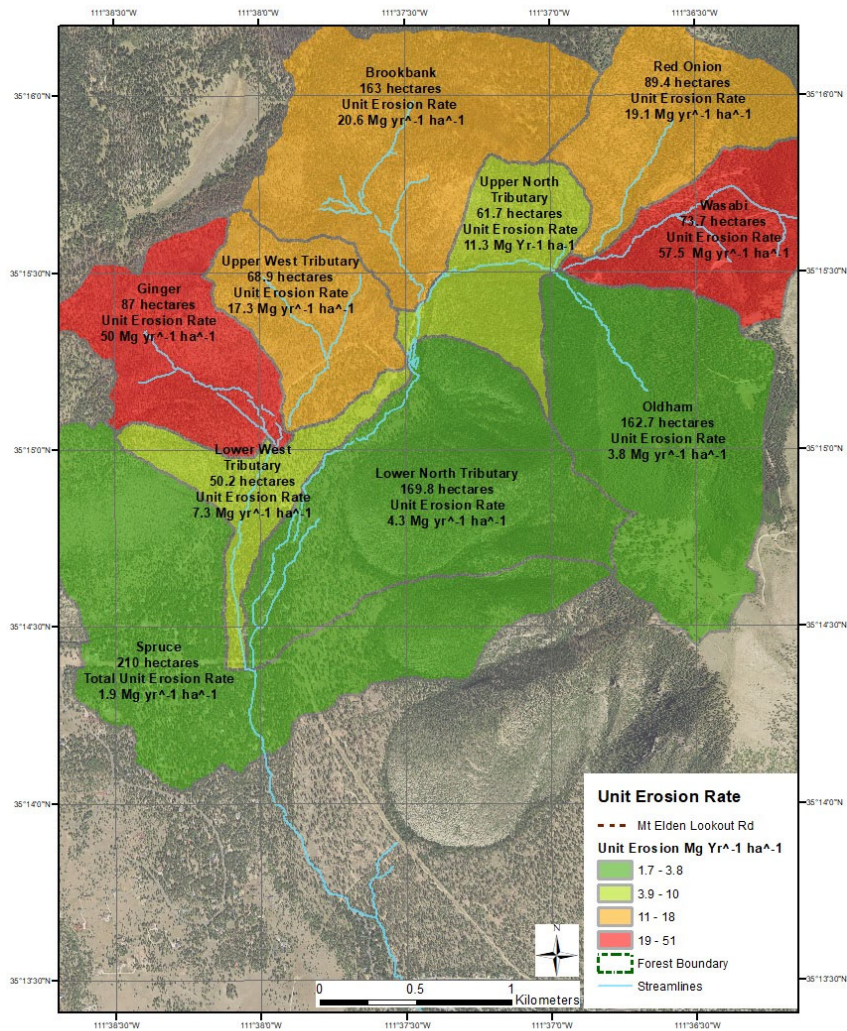 111°38'30"W
111°38'0"W
111°37'30"W
111°37'0"W
111°36'30"W
35°16'0"N
35°16'0"N
Brookbank
163 hectares
Unit Erosion Rate
20.6 Mg yr^-1 ha^-1
Red Onion
89.4 hectares
Unit Erosion Rate
19.1 Mg yr^-1 ha^-1
Upper North
Tributary
61.7 hectares
Unit Erosion Rate
11.3 Mg Yr-1 ha-1
Wasabi
73.7 hectares
Unit Erosion Rate
57.5 Mg yr^-1 ha^-1
Upper West Tributary
68.9 hectares
Unit Erosion Rate
17.3 Mg yr^-1 ha^-1
35°15'30"N
35°15'30"N
Ginger
87 hectares
Unit Erosion Rate
50 Mg yr^-1 ha^-1
Oldham
162.7 hectares
Unit Erosion Rate
3.8 Mg yr^-1 ha^-1
35°15'0"N
35°15'0"N
Lower West
Tributary
50.2 hectares
Unit Erosion Rate
7.3 Mg yr^-1 ha^-1
Lower North Tributary
169.8 hectares
Unit Erosion Rate
4.3 Mg yr^-1 ha^-1
35°14'30"N
35°14'30"N
Spruce
210 hectares
Total Unit Erosion Rate
1.9 Mg yr^-1 ha^-1
35°14'0"N
35°14'0"N
Unit Erosion Rate
Mt Elden Lookout Rd
Unit Erosion Mg Yr^-1 ha^-1
1.7 - 3.8
3.9 - 10
11 - 18
19 - 51
Forest Boundary
Streamlines
N
0 0.5 1
Kilometers
35°13'30"N
35°13'30"N
111°38'30"W
111°38'0"W
111°37'30"W
111°37'0"W
111°36'30"W